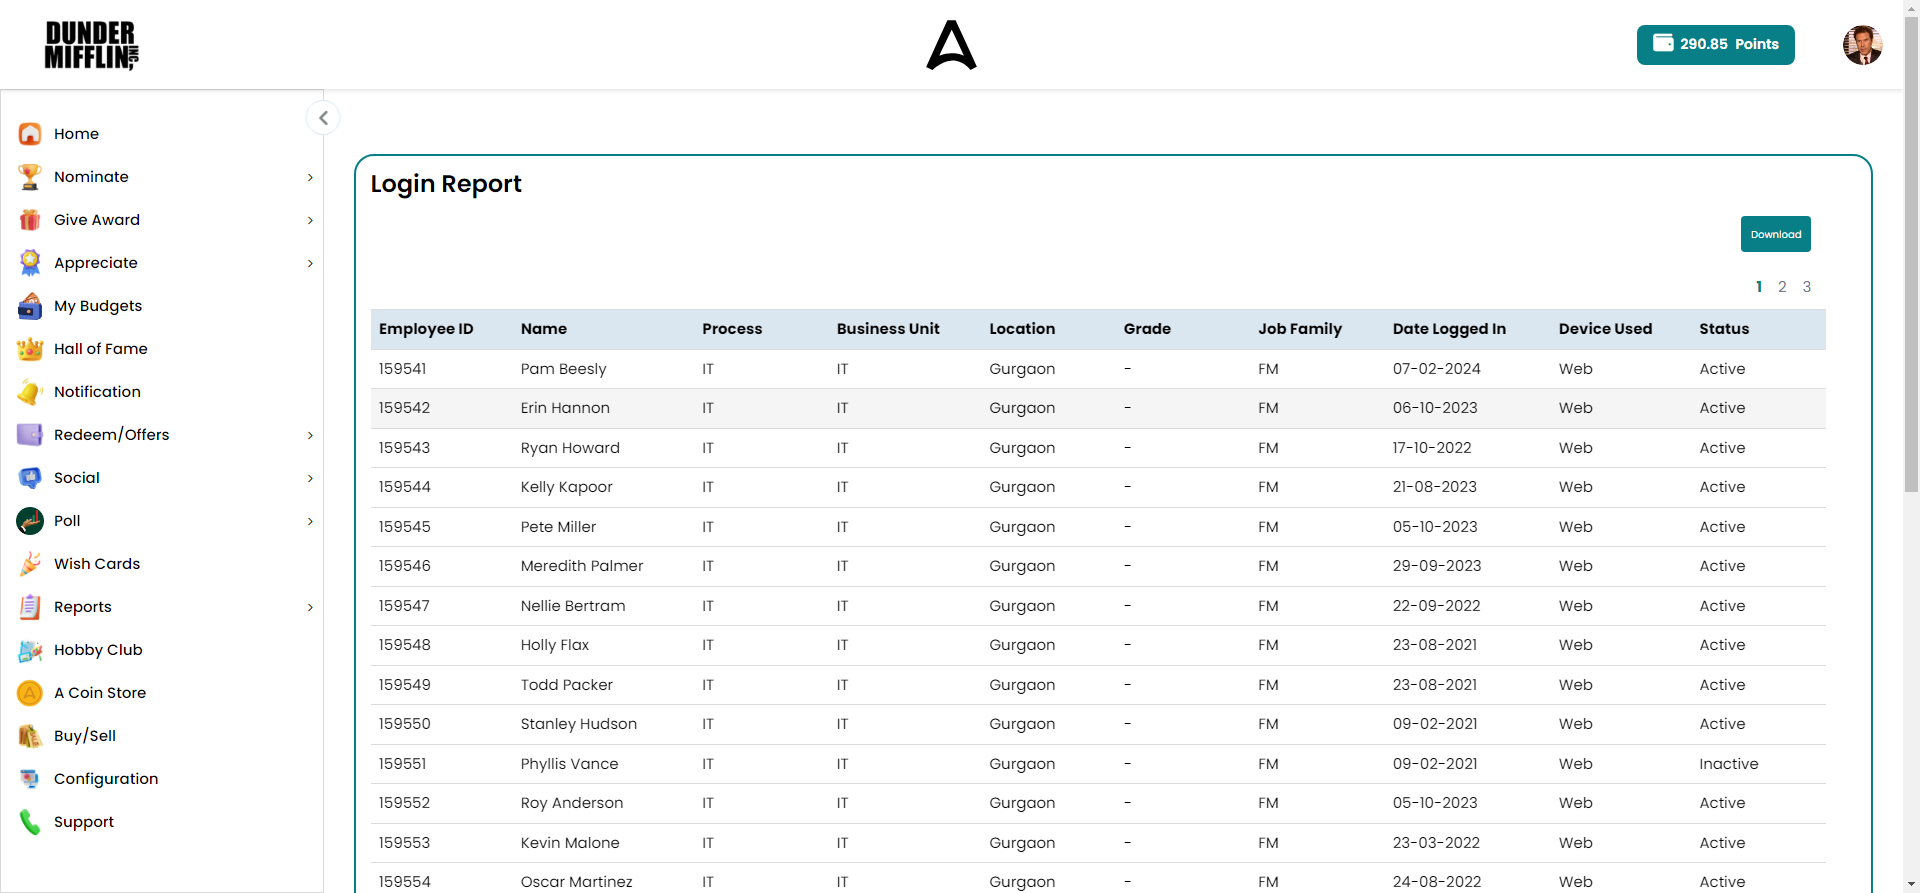 DUNDER
MIFFLIN, INC,
290.85 Points
Home
Nominate
Give Award
Appreciate
My Budgets
Hall of Fame
Notification
Redeem/Offers
Social
Poll
Wish Cards
Reports
Hobby Club
A Coin Store
Buy/Sell
Configuration
Support
Login Report
Download
1 2 3
Employee ID Name Process Business Unit Location Grade Job Family Date Logged In Device Used Status
159541 Pam Beesly IT IT Gurgaon - FM 07-02-2024 Web Active
159542 Erin Hannon IT IT Gurgaon - FM 06-10-2023 Web Active
159543 Ryan Howard IT IT Gurgaon - FM 17-10-2022 Web Active
159544 Kelly Kapoor IT IT Gurgaon - FM 21-08-2023 Web Active
159545 Pete Miller IT IT Gurgaon - FM 05-10-2023 Web Active
159546 Meredith Palmer IT IT Gurgaon - FM 29-09-2023 Web Active
159547 Nellie Bertram IT IT Gurgaon - FM 22-09-2022 Web Active
159548 Holly Flax IT IT Gurgaon - FM 23-08-2021 Web Active
159549 Todd Packer IT IT Gurgaon - FM 23-08-2021 Web Active
159550 Stanley Hudson IT IT Gurgaon - FM 09-02-2021 Web Active
159551 Phyllis Vance IT IT Gurgaon - FM 09-02-2021 Web Inactive
159552 Roy Anderson IT IT Gurgaon - FM 05-10-2023 Web Active
159553 Kevin Malone IT IT Gurgaon - FM 23-03-2022 Web Active
159554 Oscar Martinez IT IT Gurgaon - FM 24-08-2022 Web Active